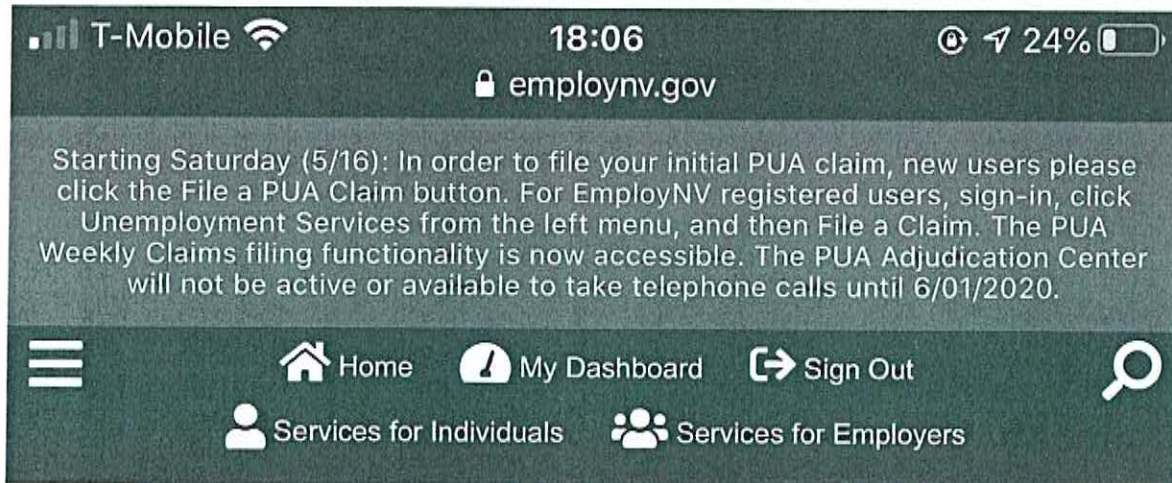 T-Mobile 18:06 24%
employnv.gov
Starting Saturday (5/16): In order to file your initial PUA claim, new users please
click the File a PUA Claim button. For EmployNV registered users, sign-in, click
Unemployment Services from the left menu, and then File a Claim. The PUA
Weekly Claims filing functionality is now accessible. The PUA Adjudication Center
will not be active or available to take telephone calls until 6/01/2020.
Home My Dashboard Sign Out
Services for Individuals Services for Employers